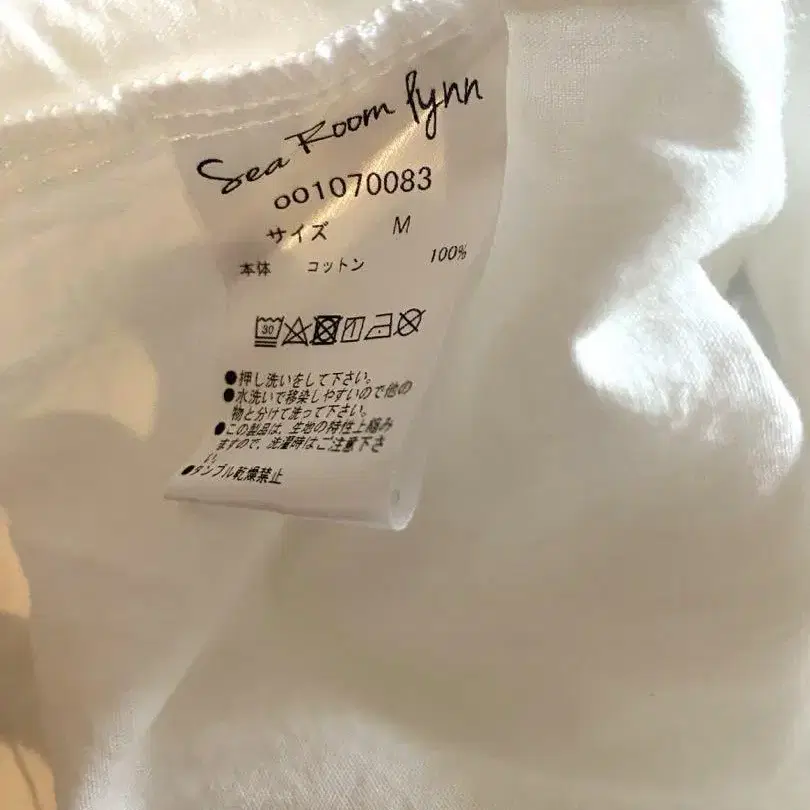 Sea Room lynn
001070083
サイズ M
本体 コットン 100%
30
●押し洗いをして下さい。
●水洗いで移染しやすいので他の
物と分けて洗って下さい。
●この製品は、生地の特性上縮み
ますので、洗濯時はご注意下さ
い。
●タンブル乾燥禁止